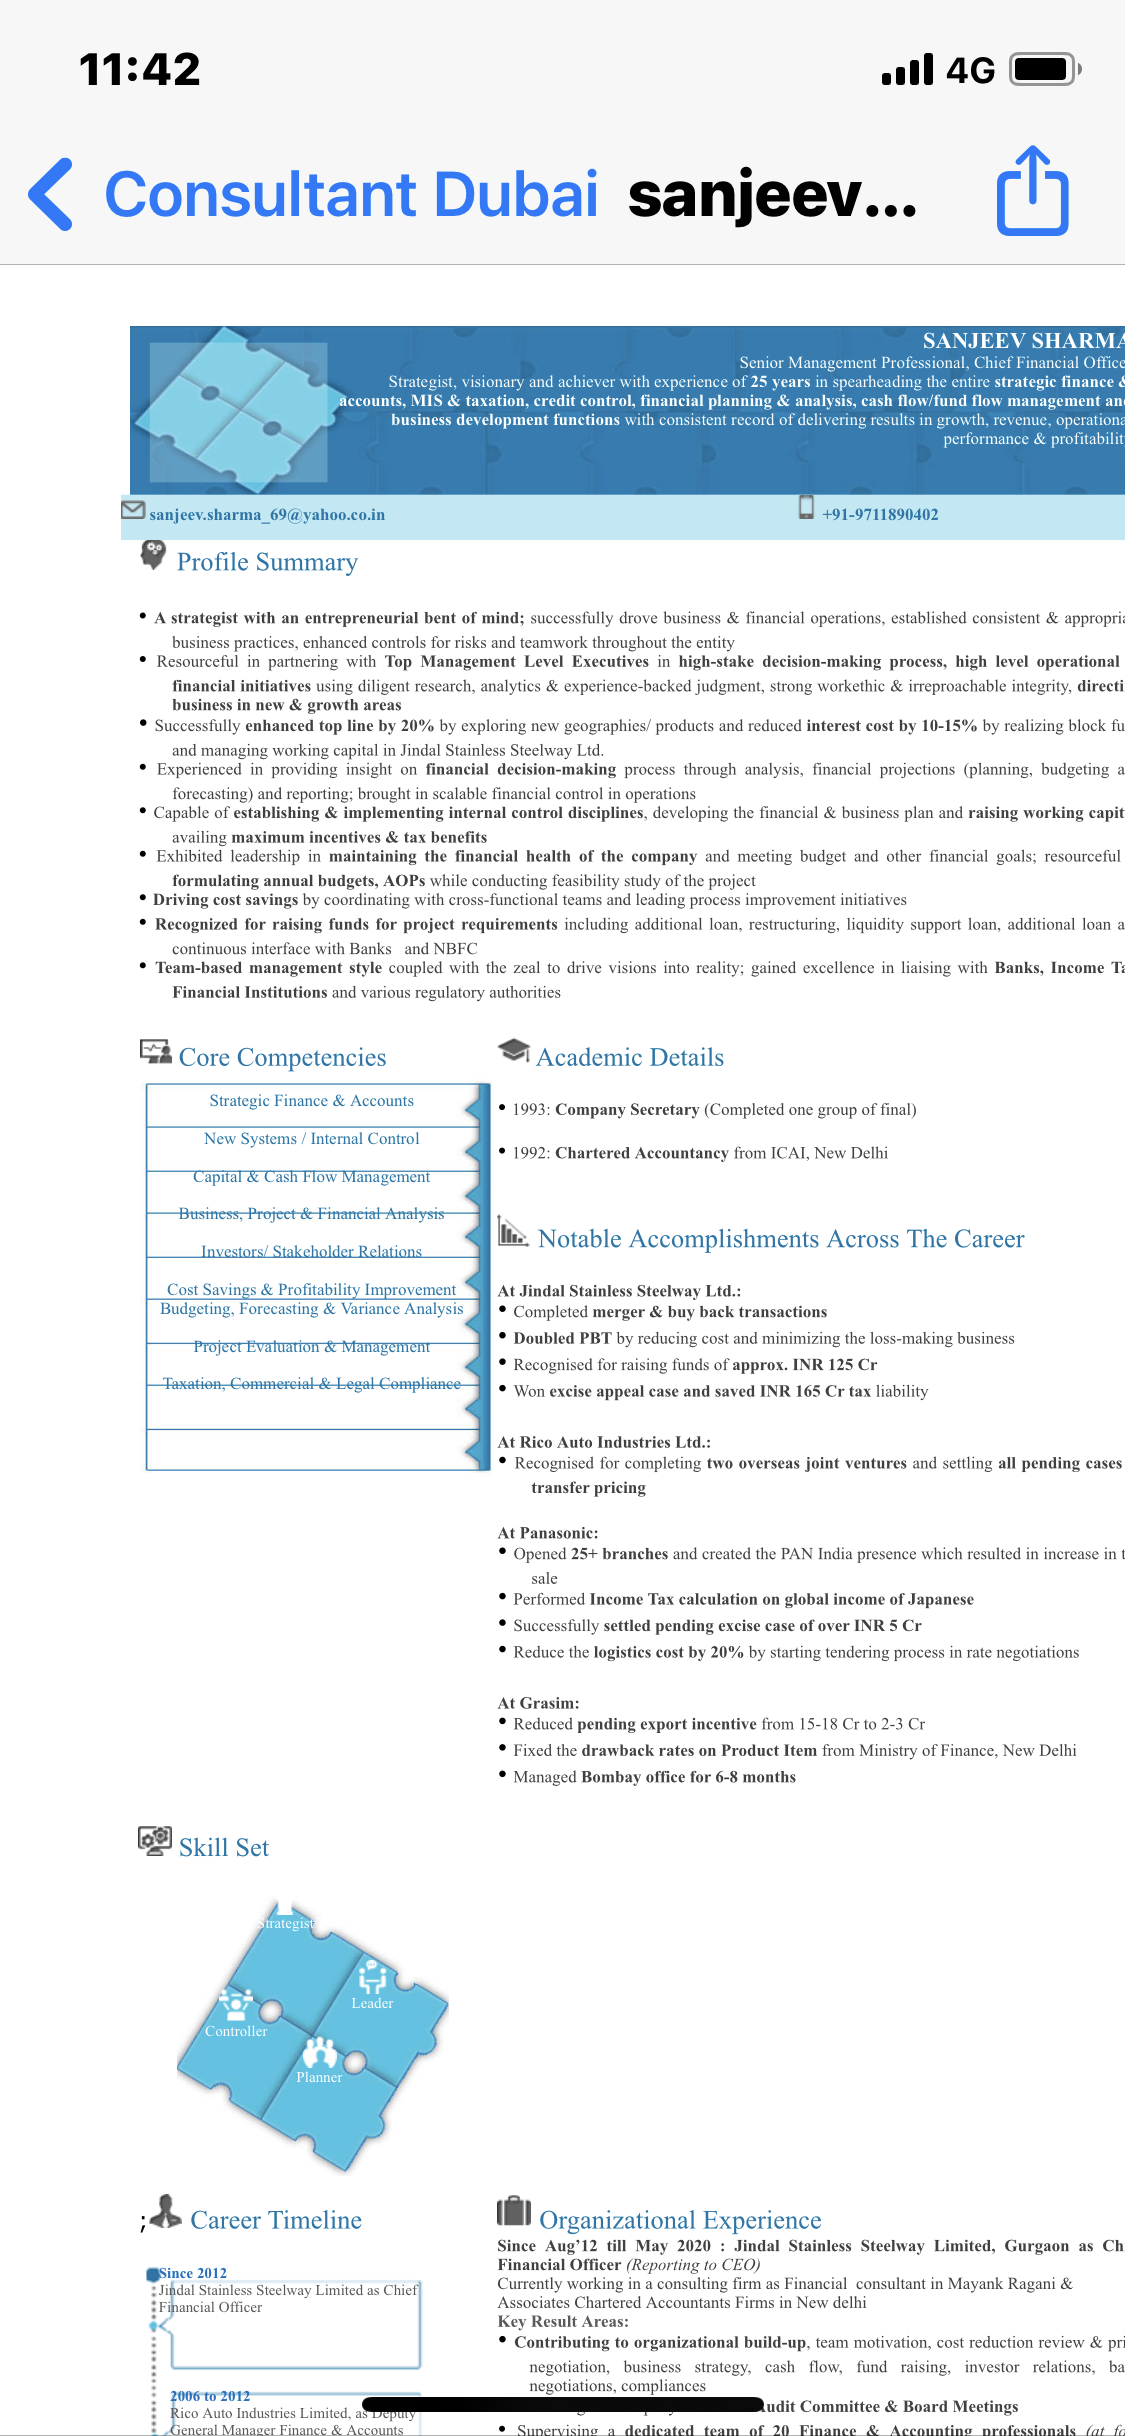 11:42
4G
Consultant Dubai sanjeev...
SANJEEV SHARMA
Senior Management Professional, Chief Financial Office
Strategist, visionary and achiever with experience of 25 years in spearheading the entire strategic finance &
accounts, MIS & taxation, credit control, financial planning & analysis, cash flow/fund flow management and
business development functions with consistent record of delivering results in growth, revenue, operationa
performance & profitability
sanjeev.sharma_69@yahoo.co.in
+91-9711890402
Profile Summary
• A strategist with an entrepreneurial bent of mind; successfully drove business & financial operations, established consistent & appropria
business practices, enhanced controls for risks and teamwork throughout the entity
• Resourceful in partnering with Top Management Level Executives in high-stake decision-making process, high level operational
financial initiatives using diligent research, analytics & experience-backed judgment, strong workethic & irreproachable integrity, directi
business in new & growth areas
• Successfully enhanced top line by 20% by exploring new geographies/ products and reduced interest cost by 10-15% by realizing block fu
and managing working capital in Jindal Stainless Steelway Ltd.
• Experienced in providing insight on financial decision-making process through analysis, financial projections (planning, budgeting a
forecasting) and reporting; brought in scalable financial control in operations
• Capable of establishing & implementing internal control disciplines, developing the financial & business plan and raising working capit
availing maximum incentives & tax benefits
• Exhibited leadership in maintaining the financial health of the company and meeting budget and other financial goals; resourceful
formulating annual budgets, AOPs while conducting feasibility study of the project
• Driving cost savings by coordinating with cross-functional teams and leading process improvement initiatives
• Recognized for raising funds for project requirements including additional loan, restructuring, liquidity support loan, additional loan a
continuous interface with Banks and NBFC
• Team-based management style coupled with the zeal to drive visions into reality; gained excellence in liaising with Banks, Income Ta
Financial Institutions and various regulatory authorities
Core Competencies
Strategic Finance & Accounts
New Systems / Internal Control
Capital & Cash Flow Management
Business, Project & Financial Analysis
Investors/ Stakeholder Relations
Cost Savings & Profitability Improvement
Budgeting, Forecasting & Variance Analysis
Project Evaluation & Management
Taxation, Commercial & Legal Compliance
Academic Details
• 1993: Company Secretary (Completed one group of final)
• 1992: Chartered Accountancy from ICAI, New Delhi
Notable Accomplishments Across The Career
At Jindal Stainless Steelway Ltd.:
• Completed merger & buy back transactions
• Doubled PBT by reducing cost and minimizing the loss-making business
• Recognised for raising funds of approx. INR 125 Cr
• Won excise appeal case and saved INR 165 Cr tax liability
At Rico Auto Industries Ltd.:
• Recognised for completing two overseas joint ventures and settling all pending cases
transfer pricing
At Panasonic:
• Opened 25+ branches and created the PAN India presence which resulted in increase in t
sale
• Performed Income Tax calculation on global income of Japanese
• Successfully settled pending excise case of over INR 5 Cr
• Reduce the logistics cost by 20% by starting tendering process in rate negotiations
At Grasim:
• Reduced pending export incentive from 15-18 Cr to 2-3 Cr
• Fixed the drawback rates on Product Item from Ministry of Finance, New Delhi
• Managed Bombay office for 6-8 months
Skill Set
Strategist
Leader
Controller
Planner
; Career Timeline
Since 2012
Jindal Stainless Steelway Limited as Chief
Financial Officer
2006 to 2012
Rico Auto Industries Limited, as Deputy
General Manager Finance & Accounts
Organizational Experience
Since Aug'12 till May 2020 : Jindal Stainless Steelway Limited, Gurgaon as Ch
Financial Officer (Reporting to CEO)
Currently working in a consulting firm as Financial consultant in Mayank Ragani &
Associates Chartered Accountants Firms in New delhi
Key Result Areas:
• Contributing to organizational build-up, team motivation, cost reduction review & pri
negotiation, business strategy, cash flow, fund raising, investor relations, ba
negotiations, compliances
udit Committee & Board Meetings
• Supervising a dedicated team of 20 Finance & Accounting professionals (at fo